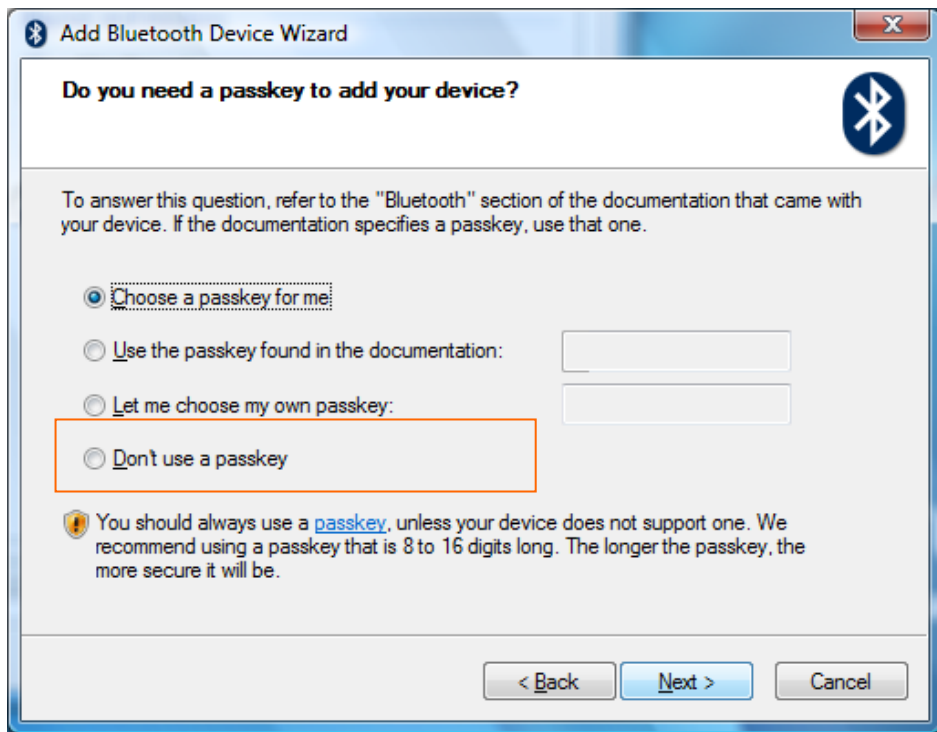 Add Bluetooth Device Wizard
Do you need a passkey to add your device?
To answer this question, refer to the "Bluetooth" section of the documentation that came with
your device. If the documentation specifies a passkey, use that one.
Choose a passkey for me
Use the passkey found in the documentation:
Let me choose my own passkey:
Don't use a passkey
You should always use a passkey, unless your device does not support one. We
recommend using a passkey that is 8 to 16 digits long. The longer the passkey, the
more secure it will be.
< Back Next > Cancel